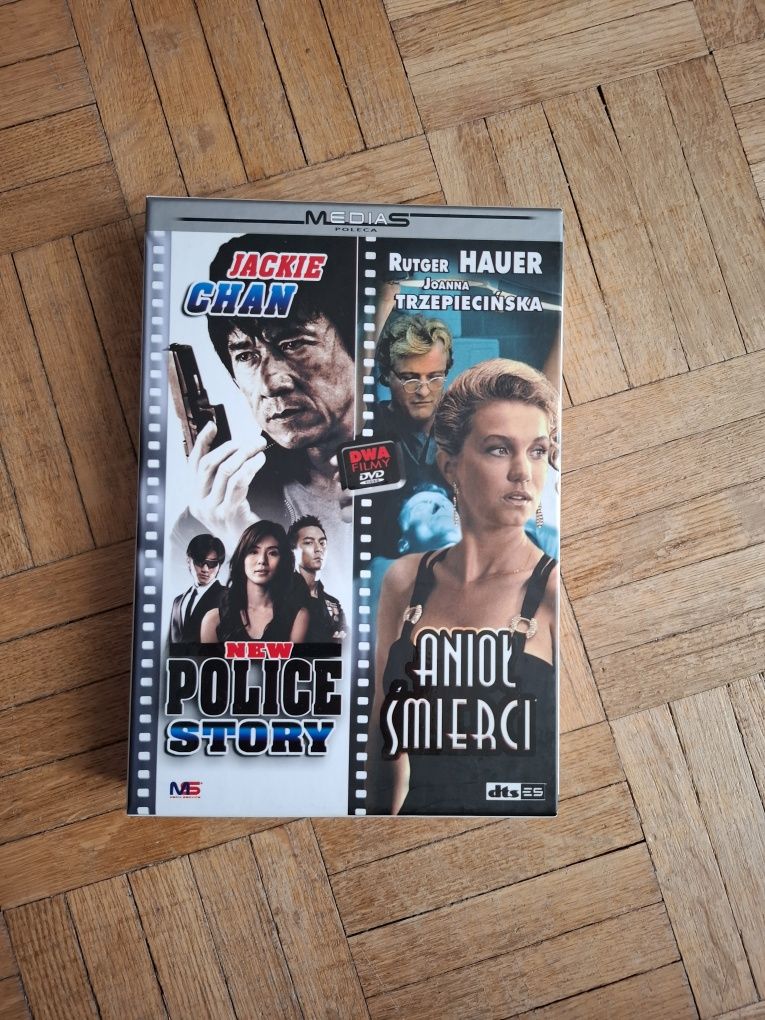 MEDIAS
POLECA
JACKIE
CHAN
NEW
POLICE
STORY
MS
RUTGER HAUER
JOANNA
TRZEPIECIŃSKA
DWA
FILMY
DVD
VIDEO
ANIOŁ
ŚMIERCI
dts ES